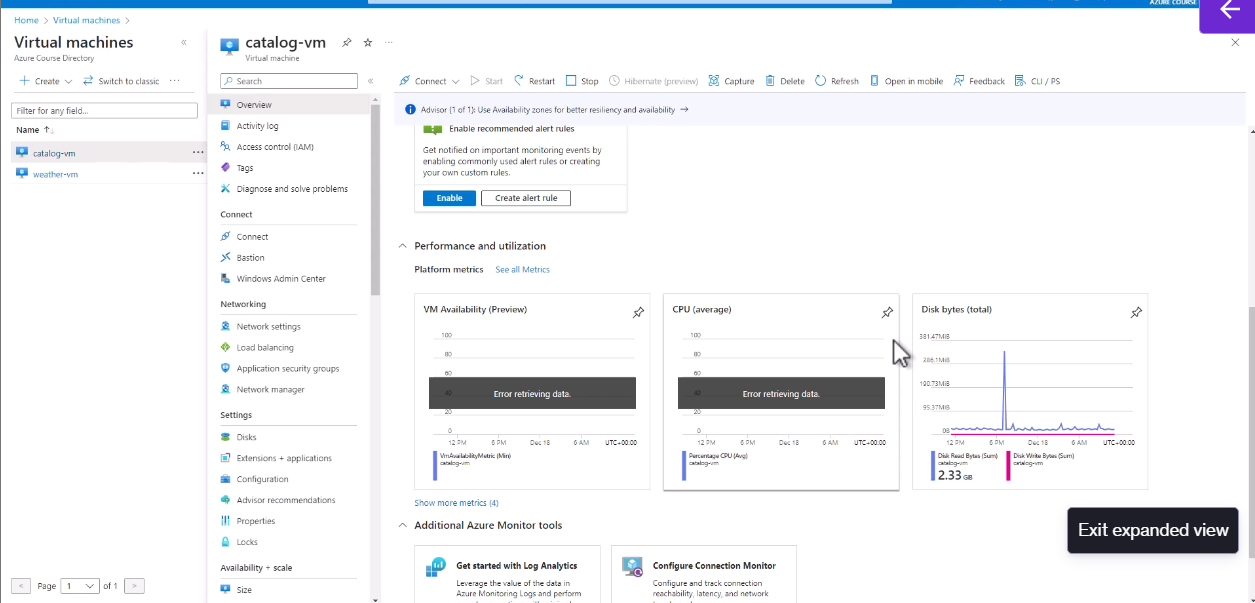 AZURE COURSE
Home > Virtual machines >
Virtual machines
Azure Course Directory
Create
Switch to classic
Filter for any field...
Name
catalog-vm
weather-vm
Page 1 of 1
catalog-vm
Virtual machine
Search
Overview
Activity log
Access control (IAM)
Tags
Diagnose and solve problems
Connect
Connect
Bastion
Windows Admin Center
Networking
Network settings
Load balancing
Application security groups
Network manager
Settings
Disks
Extensions + applications
Configuration
Advisor recommendations
Properties
Locks
Availability + scale
Size
Connect Start Restart Stop Hibernate (preview) Capture Delete Refresh Open in mobile Feedback CLI / PS
Advisor (1 of 1): Use Availability zones for better resiliency and availability →
Enable recommended alert rules
Get notified on important monitoring events by
enabling commonly used alert rules or creating
your own custom rules.
Enable
Create alert rule
Performance and utilization
Platform metrics See all Metrics
VM Availability (Preview)
100
80
60
40
Error retrieving data.
20
0
12 PM 6 PM Dec 18 6 AM UTC+00:00
VmAvailabilityMetric (Min)
catalog-vm
CPU (average)
100
80
60
40
Error retrieving data.
20
0
12 PM 6 PM Dec 18 6 AM UTC+00:00
Percentage CPU (Avg)
catalog-vm
Disk bytes (total)
381.47MiB
286.1MiB
190.73MiB
95.37MiB
0B
12 PM 6 PM Dec 18 6 AM UTC+00:00
Disk Read Bytes (Sum)
catalog-vm
2.33 GB
Disk Write Bytes (Sum)
catalog-vm
Show more metrics (4)
Additional Azure Monitor tools
Get started with Log Analytics
Leverage the value of the data in
Azure Monitoring Logs and perform
Configure Connection Monitor
Configure and track connection
reachability, latency, and network
Exit expanded view